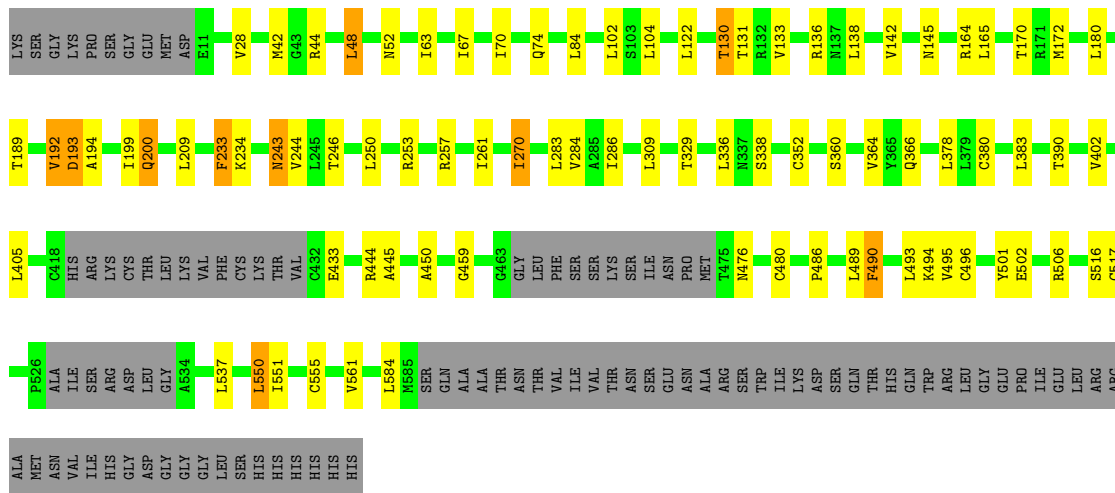 LYS SER GLY LYS PRO SER GLY GLU MET ASP E11 V28 M42 G43 R44 L48 N52 I63 I67 I70 Q74 L84 L102 S103 L104 L122 T130 T131 R132 V133 R136 N137 L138 V142 N145 R164 L165 T170 R171 M172 L180
T189 V192 D193 A194 I199 Q200 L209 F233 K234 N243 V244 L245 T246 L250 R253 R257 I261 I270 L283 V284 A285 I286 L309 T329 L336 N337 S338 C352 S360 V364 Y365 Q366 L378 L379 C380 L383 T390 V402
L405 C418 HIS ARG LYS CYS THR LEU LYS VAL PHE CYS LYS THR VAL C432 E433 R444 A445 A450 G459 G463 GLY LEU PHE SER SER LYS SER ILE ASN PRO MET T475 N476 C480 P486 L489 F490 L493 K494 V495 C496 Y501 E502 R506 S516
P526 ALA ILE SER ARG ASP LEU GLY A534 L537 L550 I551 C555 V561 L584 M585 SER GLN ALA ALA THR ASN THR VAL ILE VAL THR ASN SER GLU ASN ALA ARG SER TRP ILE LYS ASP SER GLN THR HIS GLN TRP ARG LEU GLY GLU PRO ILE GLU LEU ARG
ALA MET ASN VAL ILE HIS GLY ASP GLY GLY GLY LEU SER HIS HIS HIS HIS HIS HIS